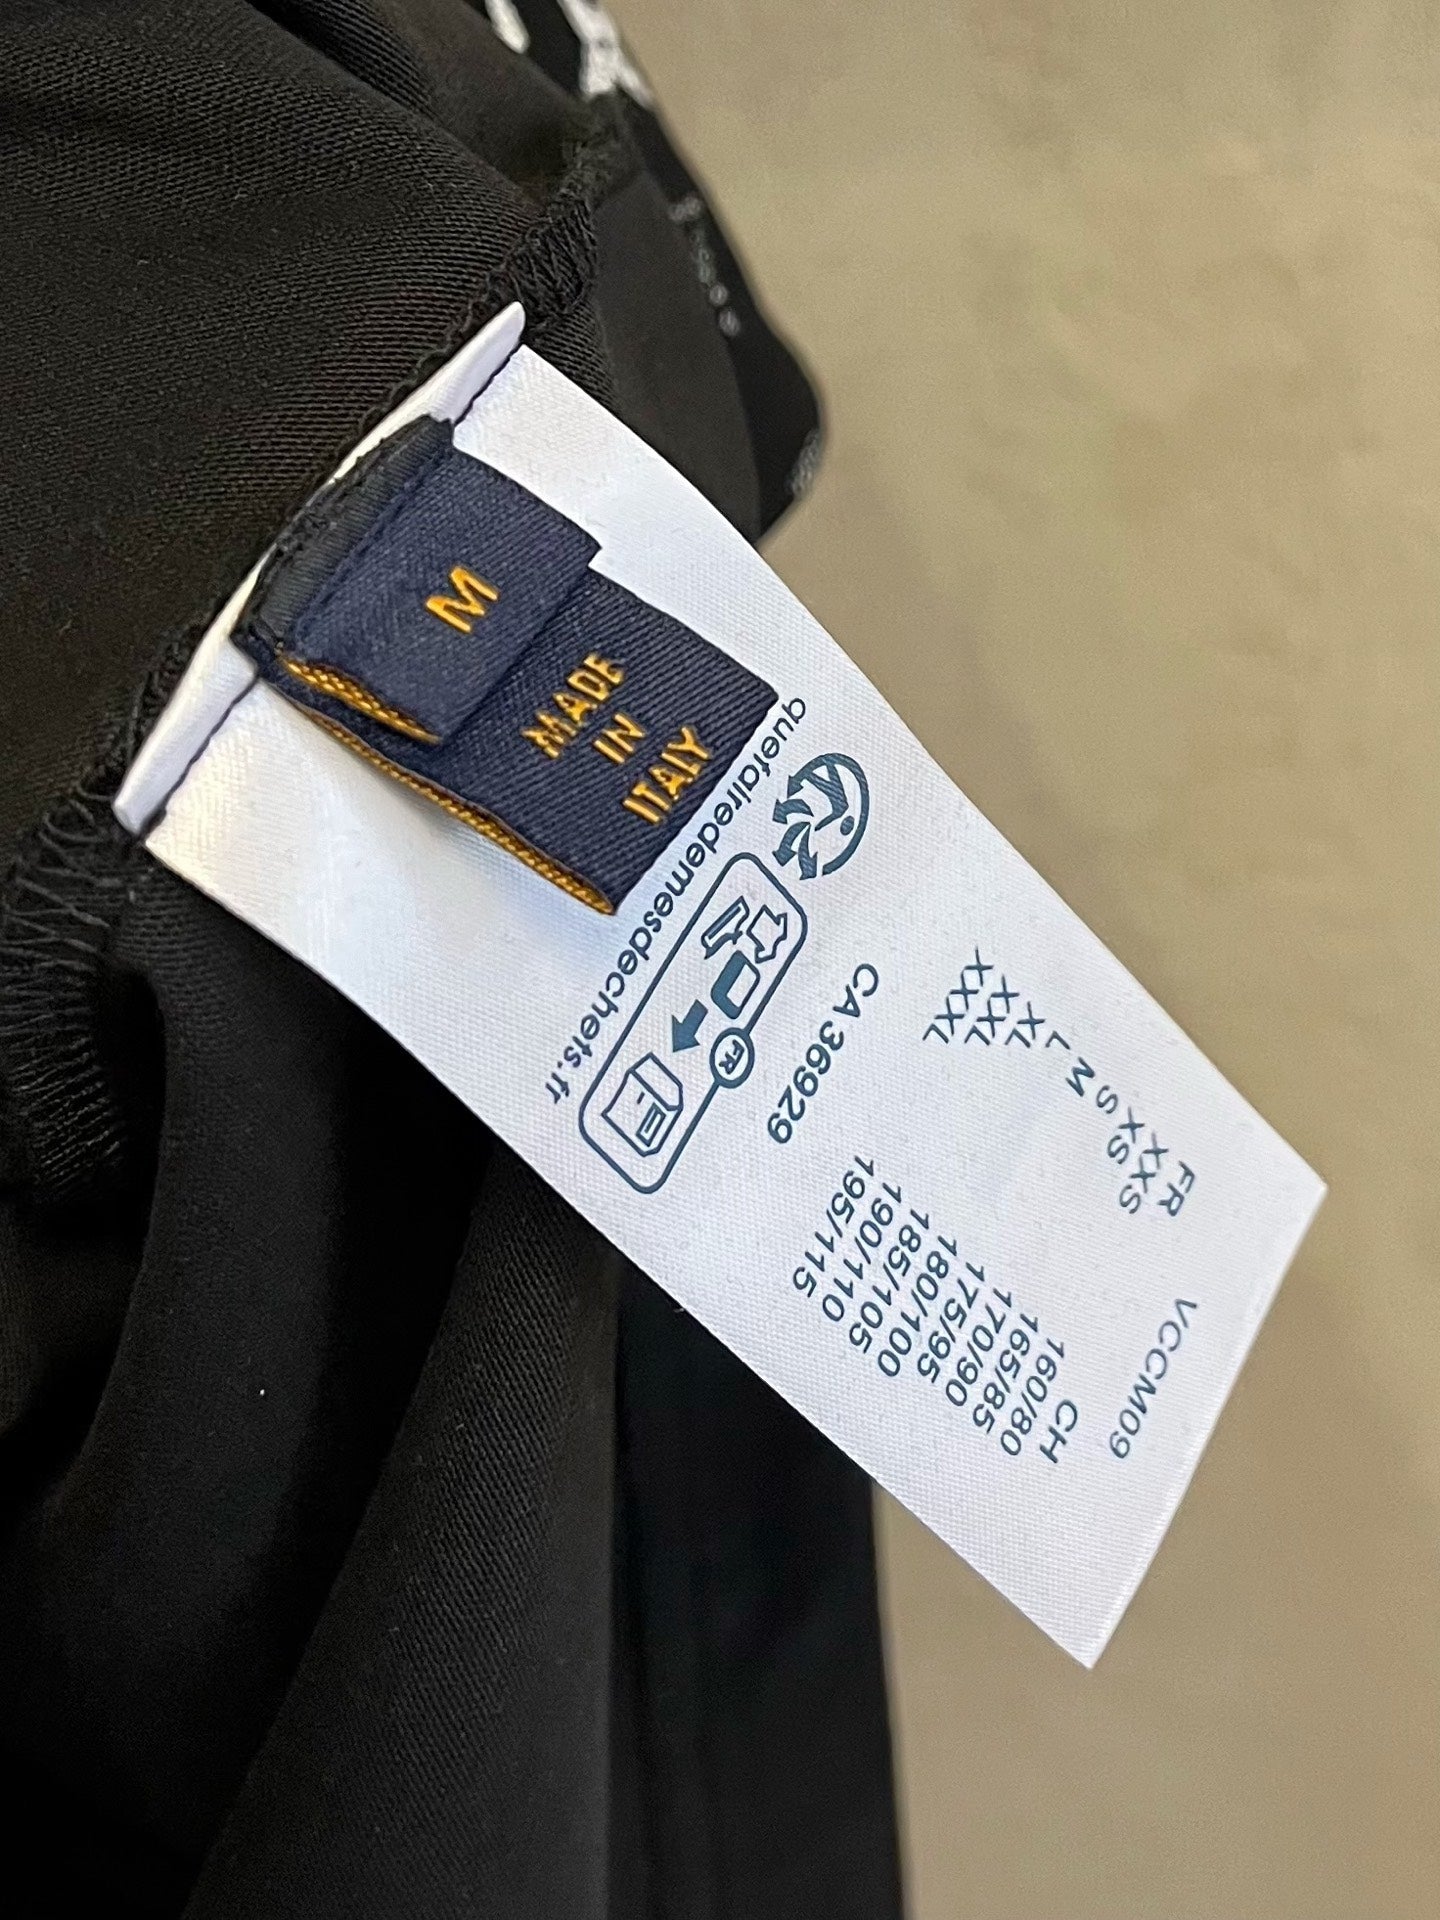 M
MADE
IN
ITALY
VCCM09
FR CH
XXS 160/80
XS 165/85
S 170/90
M 175/95
L 180/100
XL 185/105
XXL 190/110
XXXL 195/115
CA 36929
FR
quefairedemesdechets.fr